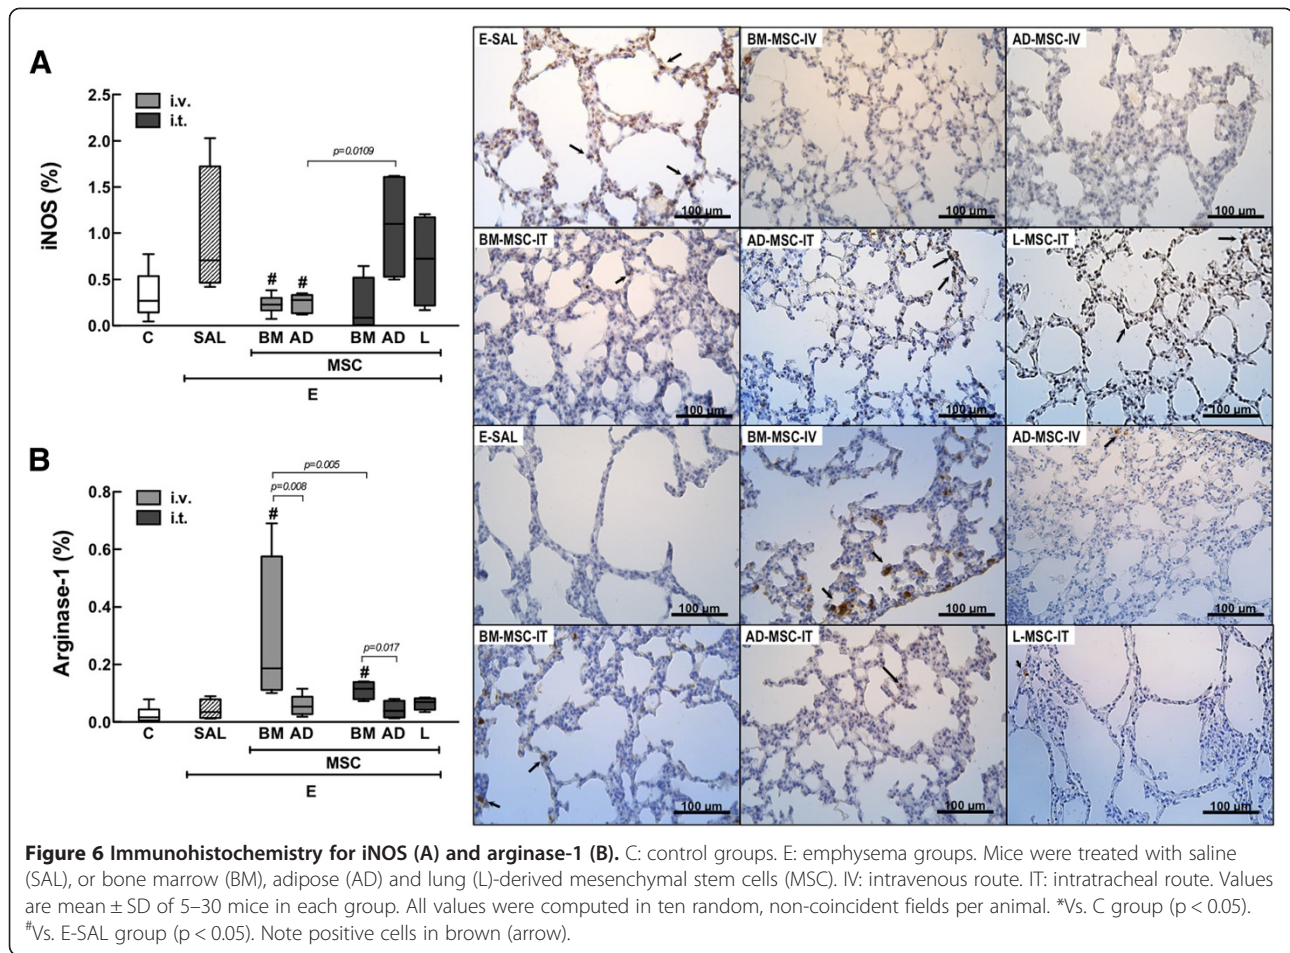 A
i.v.
i.t.
2.5
2.0
1.5
1.0
0.5
0.0
iNOS (%)
p=0.0109
# #
C SAL BM AD BM AD L
MSC
E
B
i.v.
i.t.
0.8
0.6
0.4
0.2
0.0
Arginase-1 (%)
p=0.005
p=0.008
#
p=0.017
#
C SAL BM AD BM AD L
MSC
E
E-SAL BM-MSC-IV AD-MSC-IV
100 µm 100 µm 100 µm
BM-MSC-IT AD-MSC-IT L-MSC-IT
100 µm 100 µm 100 µm
E-SAL BM-MSC-IV AD-MSC-IV
100 µm 100 µm 100 µm
BM-MSC-IT AD-MSC-IT L-MSC-IT
100 µm 100 µm 100 µm
Figure 6 Immunohistochemistry for iNOS (A) and arginase-1 (B). C: control groups. E: emphysema groups. Mice were treated with saline
(SAL), or bone marrow (BM), adipose (AD) and lung (L)-derived mesenchymal stem cells (MSC). IV: intravenous route. IT: intratracheal route. Values
are mean ± SD of 5–30 mice in each group. All values were computed in ten random, non-coincident fields per animal. *Vs. C group (p < 0.05).
#Vs. E-SAL group (p < 0.05). Note positive cells in brown (arrow).